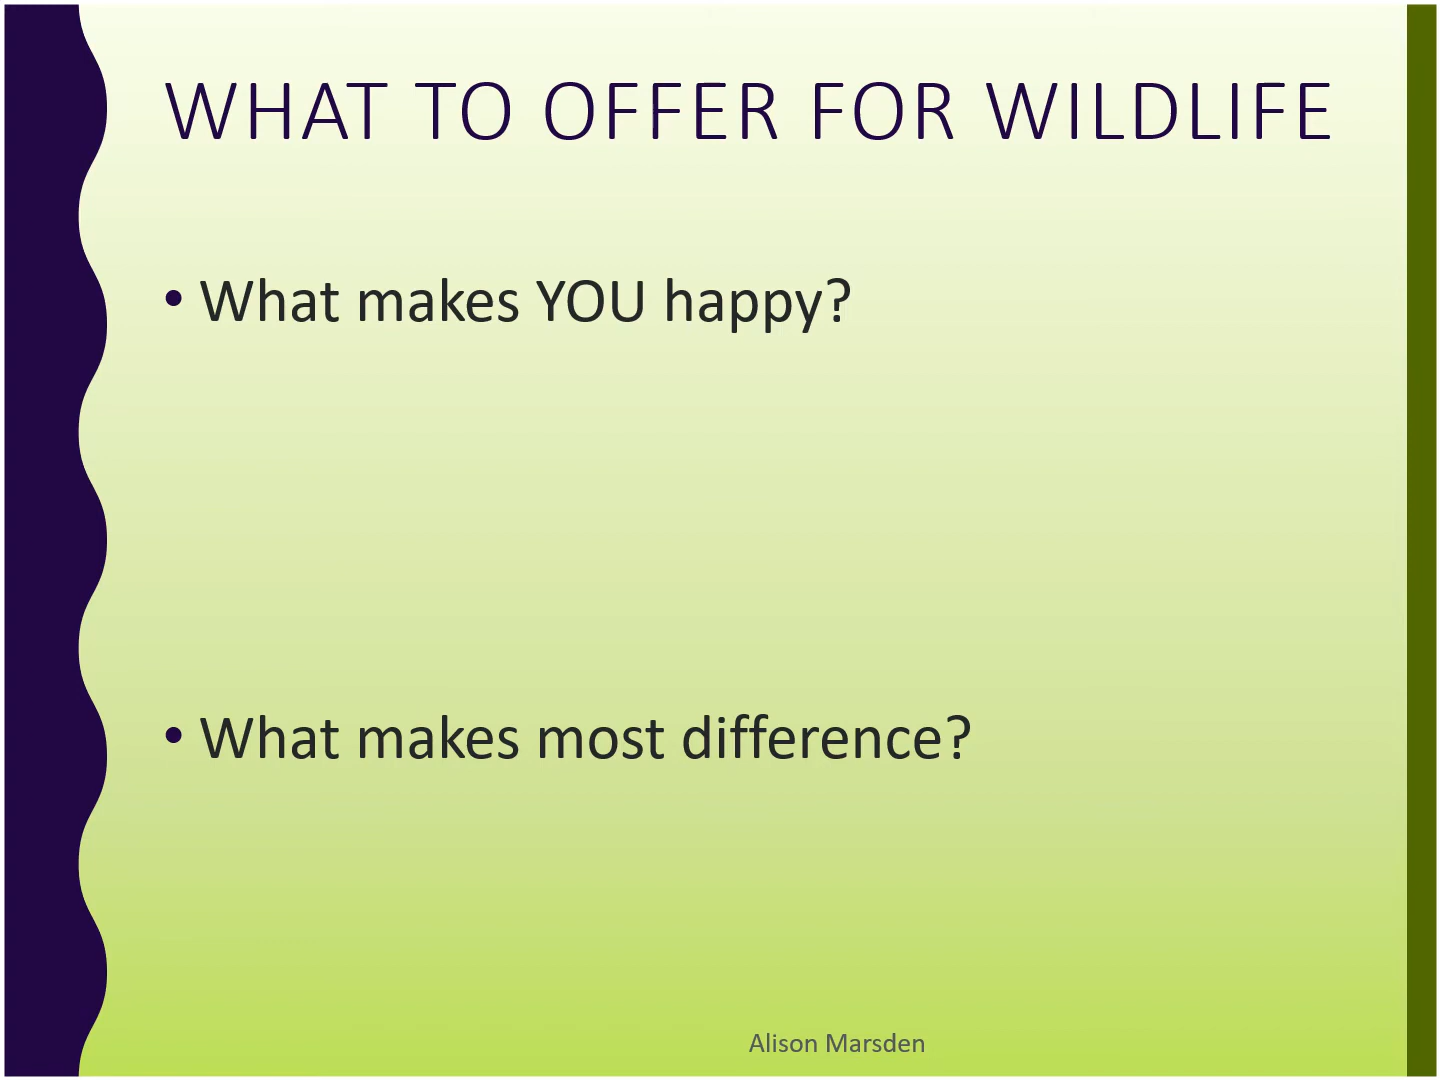 WHAT TO OFFER FOR WILDLIFE
• What makes YOU happy?
• What makes most difference?
Alison Marsden